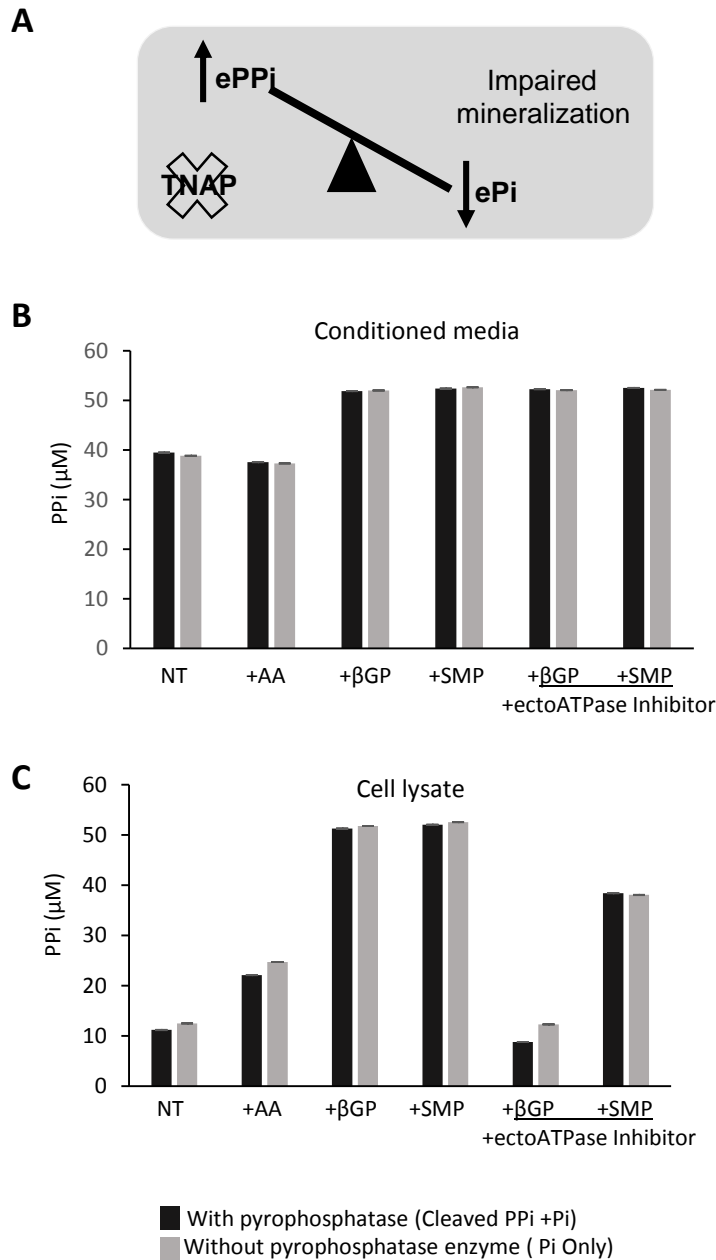 A
ePPi
Impaired
mineralization
TNAP
ePi
B
Conditioned media
PPi (µM)
60
50
40
30
20
10
0
NT +AA +βGP +SMP +βGP +SMP
+ectoATPase Inhibitor
C
Cell lysate
PPi (µM)
60
50
40
30
20
10
0
NT +AA +βGP +SMP +βGP +SMP
+ectoATPase Inhibitor
With pyrophosphatase (Cleaved PPi +Pi)
Without pyrophosphatase enzyme ( Pi Only)